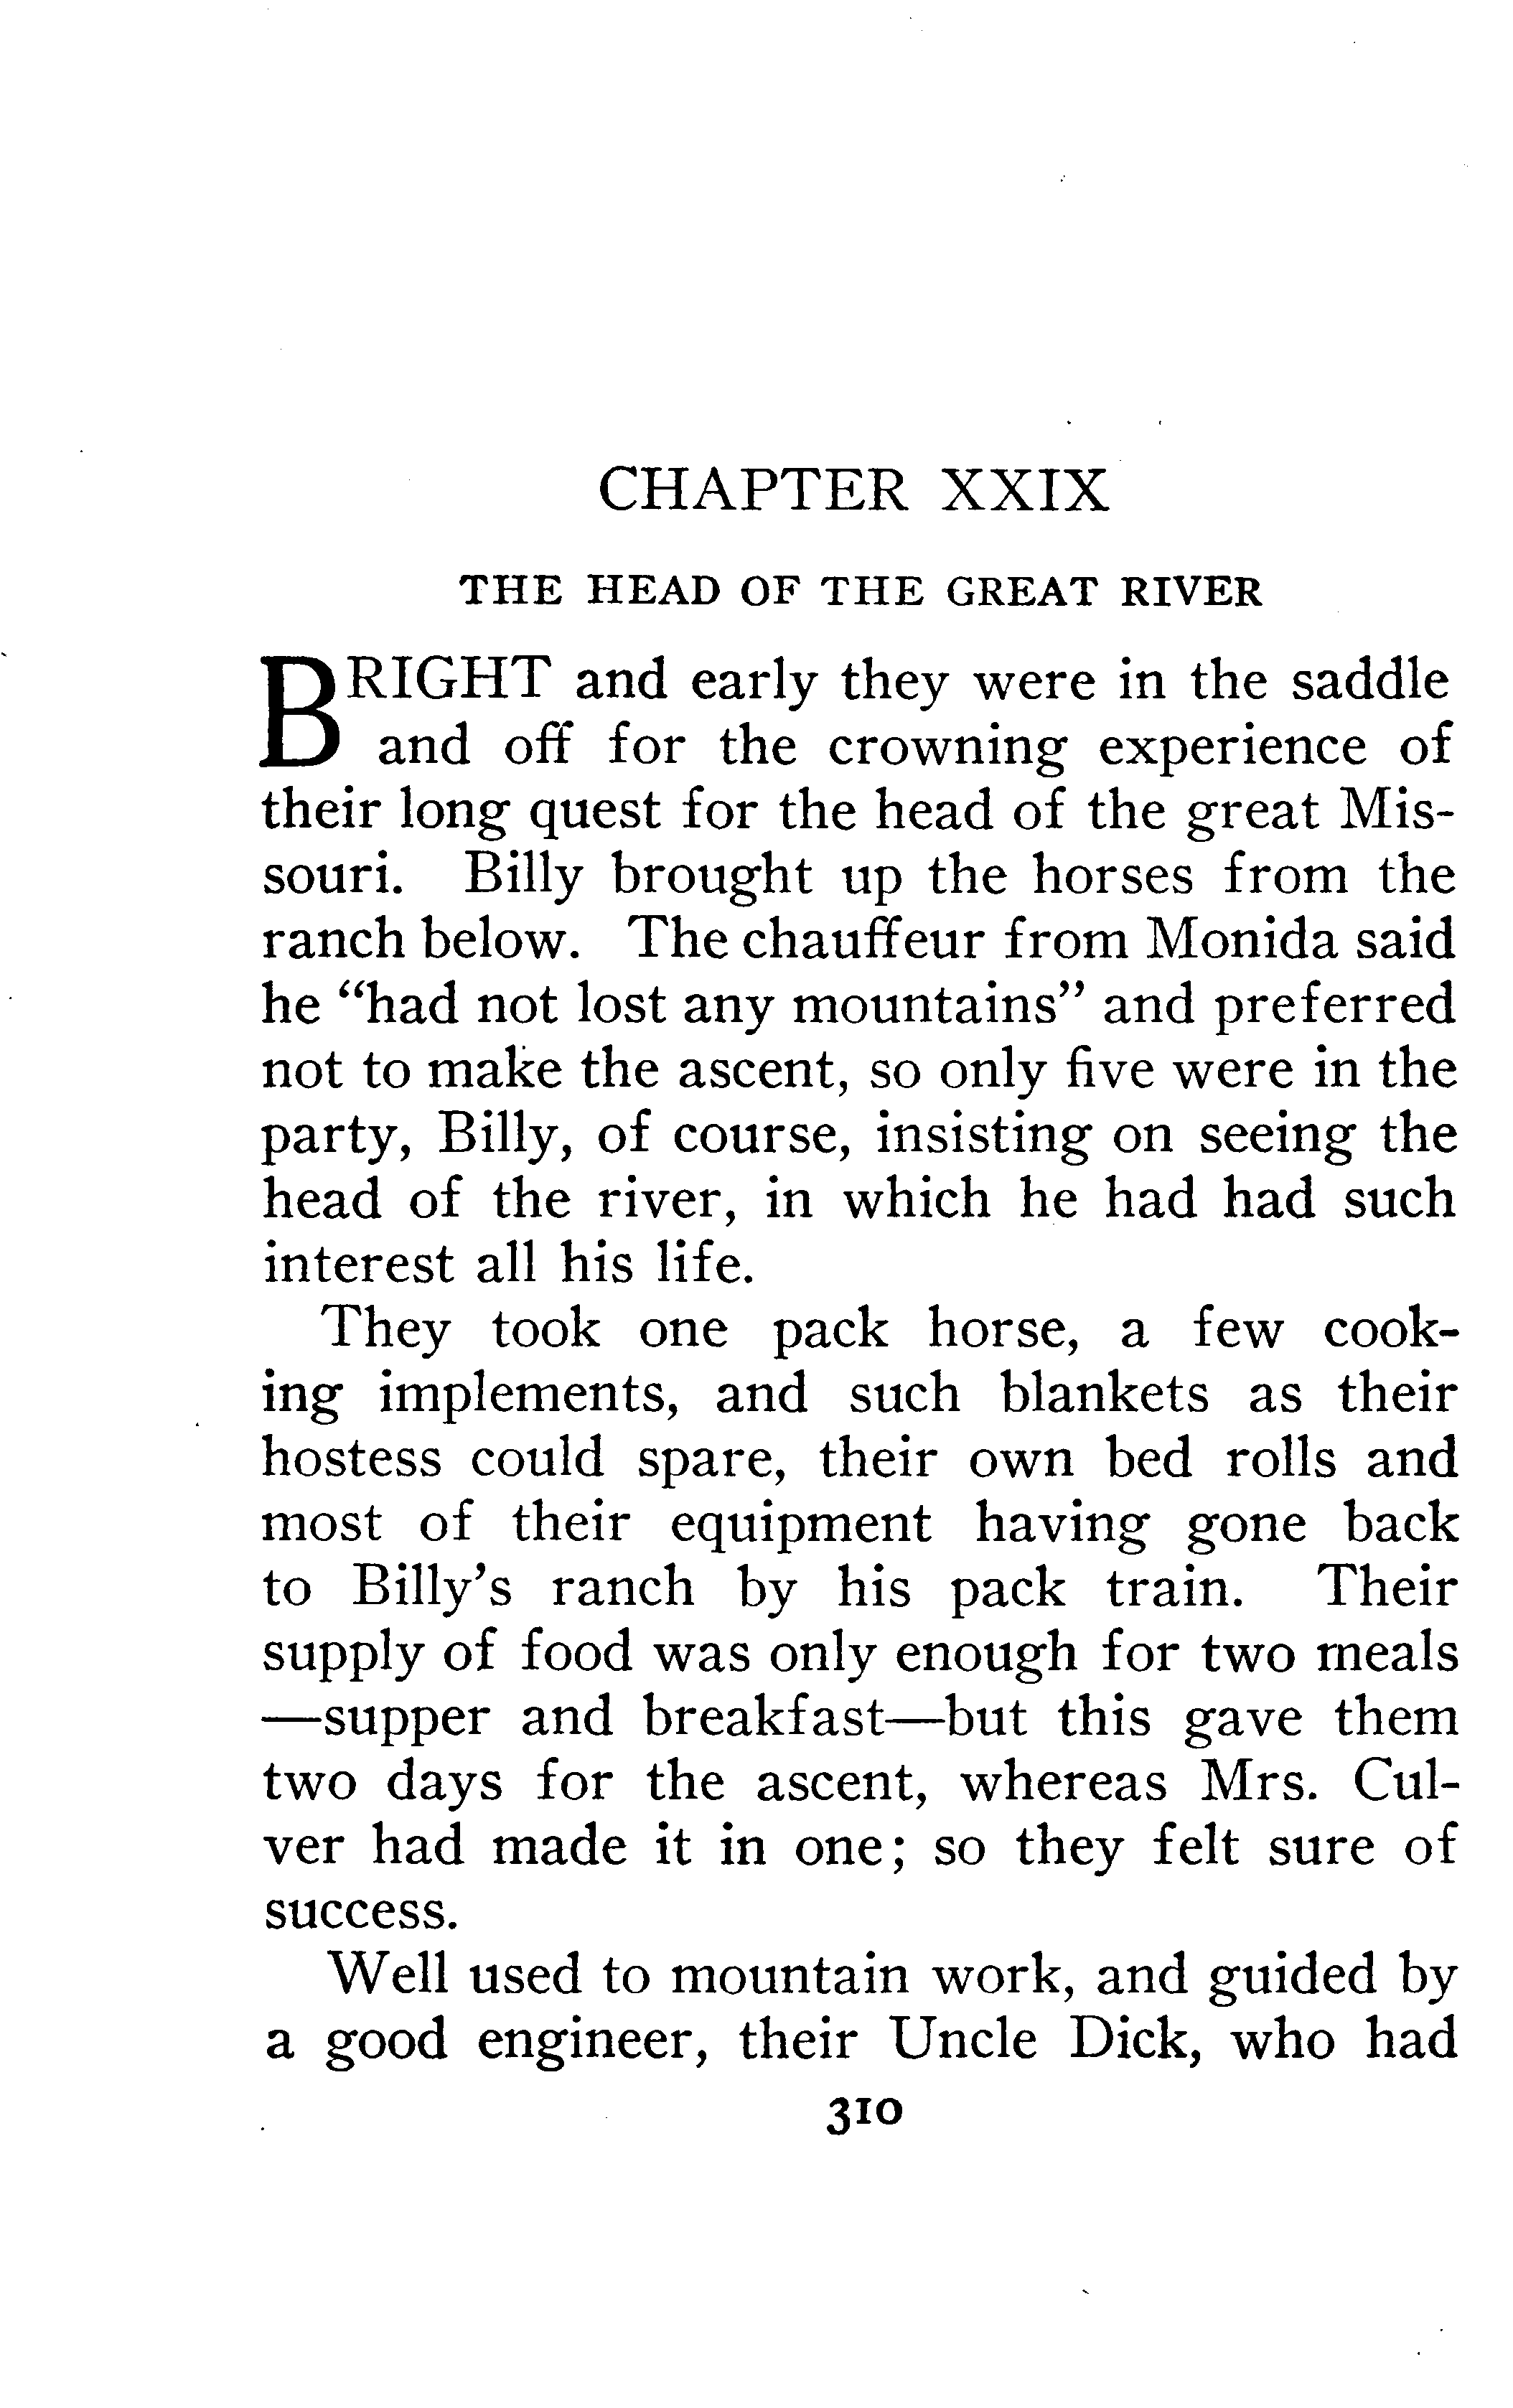 CHAPTER XXIX
THE HEAD OF THE GREAT RIVER
BRIGHT and early they were in the saddle
and off for the crowning experience of
their long quest for the head of the great Mis-
souri. Billy brought up the horses from the
ranch below. The chauffeur from Monida said
he "had not lost any mountains" and preferred
not to make the ascent, so only five were in the
party, Billy, of course, insisting on seeing the
head of the river, in which he had had such
interest all his life.
They took one pack horse, a few cook-
ing implements, and such blankets as their
hostess could spare, their own bed rolls and
most of their equipment having gone back
to Billy's ranch by his pack train. Their
supply of food was only enough for two meals
—supper and breakfast—but this gave them
two days for the ascent, whereas Mrs. Cul-
ver had made it in one; so they felt sure of
success.
Well used to mountain work, and guided by
a good engineer, their Uncle Dick, who had
310